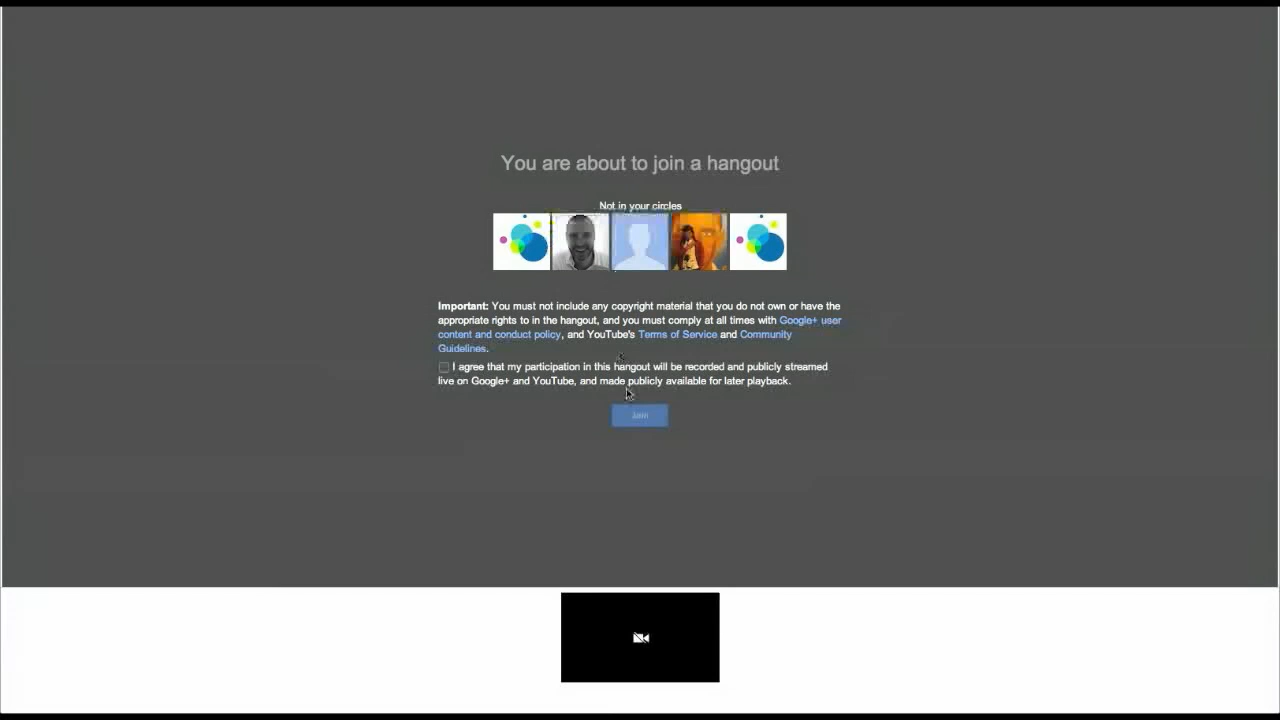 You are about to join a hangout
Not in your circles
Important: You must not include any copyright material that you do not own or have the
appropriate rights to in the hangout, and you must comply at all times with Google+ user
content and conduct policy, and YouTube's Terms of Service and Community
Guidelines.
I agree that my participation in this hangout will be recorded and publicly streamed
live on Google+ and YouTube, and made publicly available for later playback.
Join